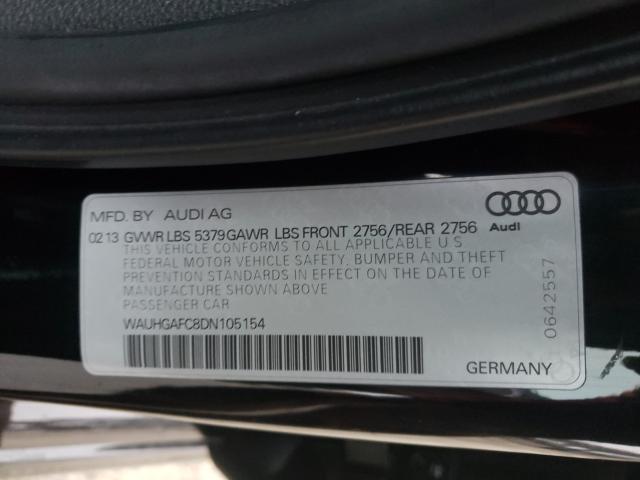 MFD. BY AUDI AG
02 13 GVWR LBS 5379 GAWR LBS FRONT 2756/REAR 2756
THIS VEHICLE CONFORMS TO ALL APPLICABLE U S
FEDERAL MOTOR VEHICLE SAFETY, BUMPER AND THEFT
PREVENTION STANDARDS IN EFFECT ON THE DATE OF
MANUFACTURE SHOWN ABOVE
PASSENGER CAR
WAUHGAFC8DN105154
Audi
0642557
GERMANY